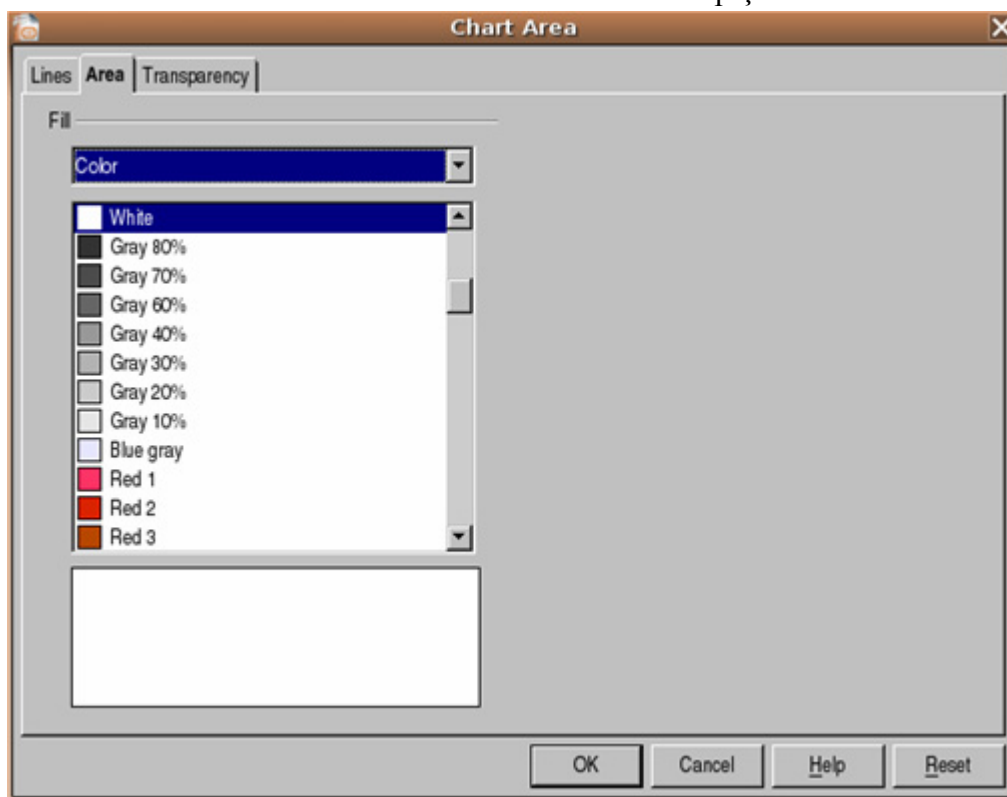 Chart Area
Lines Area Transparency
Fill
Color
White
Gray 80%
Gray 70%
Gray 60%
Gray 40%
Gray 30%
Gray 20%
Gray 10%
Blue gray
Red 1
Red 2
Red 3
OK Cancel Help Reset